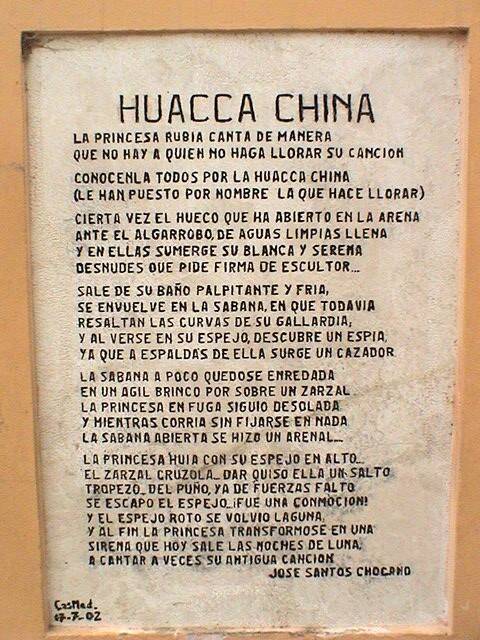 HUACCA CHINA
LA PRINCESA RUBIA CANTA DE MANERA
QUE NO HAY A QUIEN NO HAGA LLORAR SU CANCION
CONOCENLA TODOS POR LA HUACCA CHINA
(LE HAN PUESTO POR NOMBRE LA QUE HACE LLORAR)
CIERTA VEZ EL HUECO QUE HA ABIERTO EN LA ARENA
ANTE EL ALGARROBO, DE AGUAS LIMPIAS LLENA
Y EN ELLAS SUMERGE SU BLANCA Y SERENA
DESNUDES QUE PIDE FIRMA DE ESCULTOR...
SALE DE SU BAÑO PALPITANTE Y FRIA,
SE ENVUELVE EN LA SABANA, EN QUE TODAVIA
RESALTAN LAS CURVAS DE SU GALLARDIA;
Y AL VERSE EN SU ESPEJO, DESCUBRE UN ESPIA,
YA QUE A ESPALDAS DE ELLA SURGE UN CAZADOR
LA SABANA A POCO QUEDOSE ENREDADA
EN UN AGIL BRINCO POR SOBRE UN ZARZAL
LA PRINCESA EN FUGA SIGUIO DESOLADA
Y MIENTRAS CORRIA SIN FIJARSE EN NADA
LA SABANA ABIERTA SE HIZO UN ARENAL...
LA PRINCESA HUIA CON SU ESPEJO EN ALTO...
EL ZARZAL CRUZOLA... DAR QUISO ELLA UN SALTO
TROPEZO... DEL PUÑO, YA DE FUERZAS FALTO
SE ESCAPO EL ESPEJO... ¡FUE UNA CONMOCION!
Y EL ESPEJO ROTO SE VOLVIO LAGUNA,
Y AL FIN LA PRINCESA TRANSFORMOSE EN UNA
SIRENA QUE HOY SALE LAS NOCHES DE LUNA,
A CANTAR A VECES SU ANTIGUA CANCION
JOSE SANTOS CHOCANO
CasMed.
17-7-02